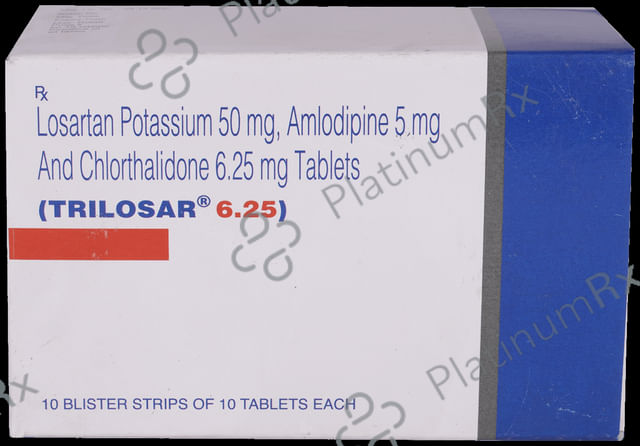 Rx
Losartan Potassium 50 mg, Amlodipine 5 mg
And Chlorthalidone 6.25 mg Tablets
(TRILOSAR® 6.25)
10 BLISTER STRIPS OF 10 TABLETS EACH
PlatinumRx
PlatinumRx